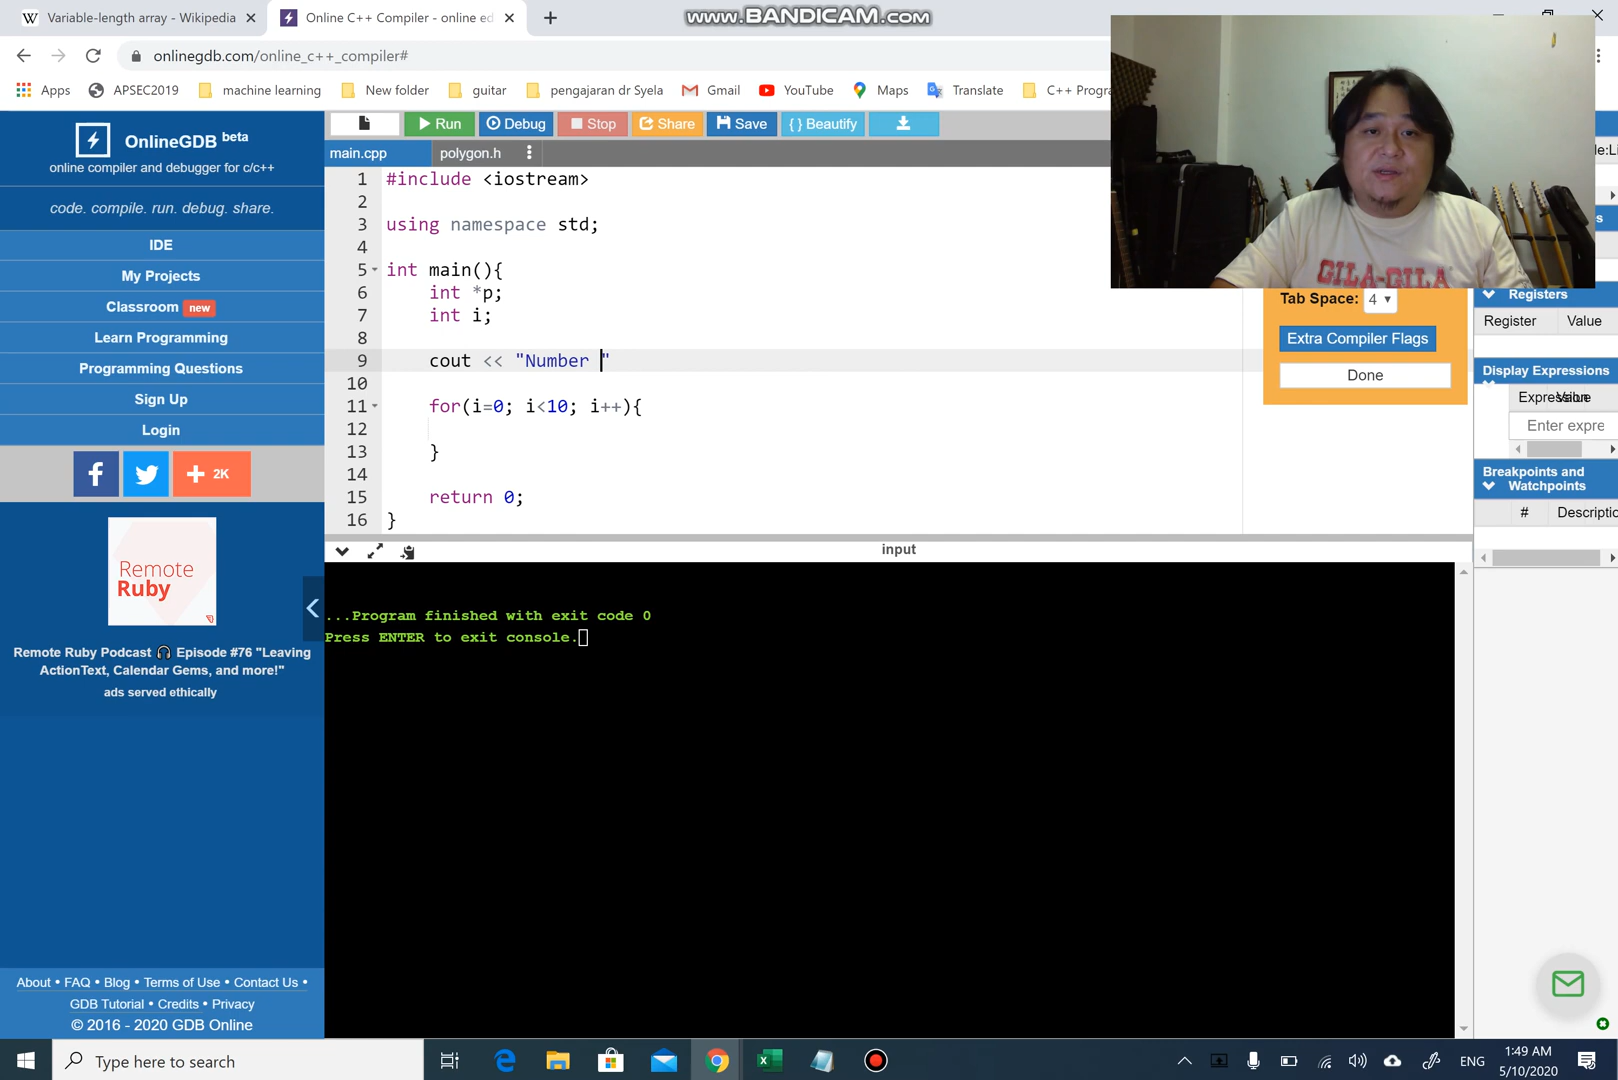 Variable-length array - Wikipedia
Online C++ Compiler - online ed
www.BANDICAM.com
onlinegdb.com/online_c++_compiler#
Apps
APSEC2019
machine learning
New folder
guitar
pengajaran dr Syela
Gmail
YouTube
Maps
Translate
C++ Progra
OnlineGDB beta
online compiler and debugger for c/c++
code. compile. run. debug. share.
IDE
My Projects
Classroom new
Learn Programming
Programming Questions
Sign Up
Login
2K
Remote
Ruby
Remote Ruby Podcast 🎧 Episode #76 "Leaving
ActionText, Calendar Gems, and more!"
ads served ethically
About • FAQ • Blog • Terms of Use • Contact Us •
GDB Tutorial • Credits • Privacy
© 2016 - 2020 GDB Online
Run
Debug
Stop
Share
Save
{ } Beautify
main.cpp
polygon.h
1 #include <iostream>
2
3 using namespace std;
4
5 int main(){
6 int *p;
7 int i;
8
9 cout << "Number "
10
11 for(i=0; i<10; i++){
12
13 }
14
15 return 0;
16 }
input
...Program finished with exit code 0
Press ENTER to exit console.
GILA-GILA
Tab Space: 4
Extra Compiler Flags
Done
Registers
Register Value
Display Expressions
Enter expre
Breakpoints and
Watchpoints
# Descriptio
Type here to search
ENG
1:49 AM
5/10/2020